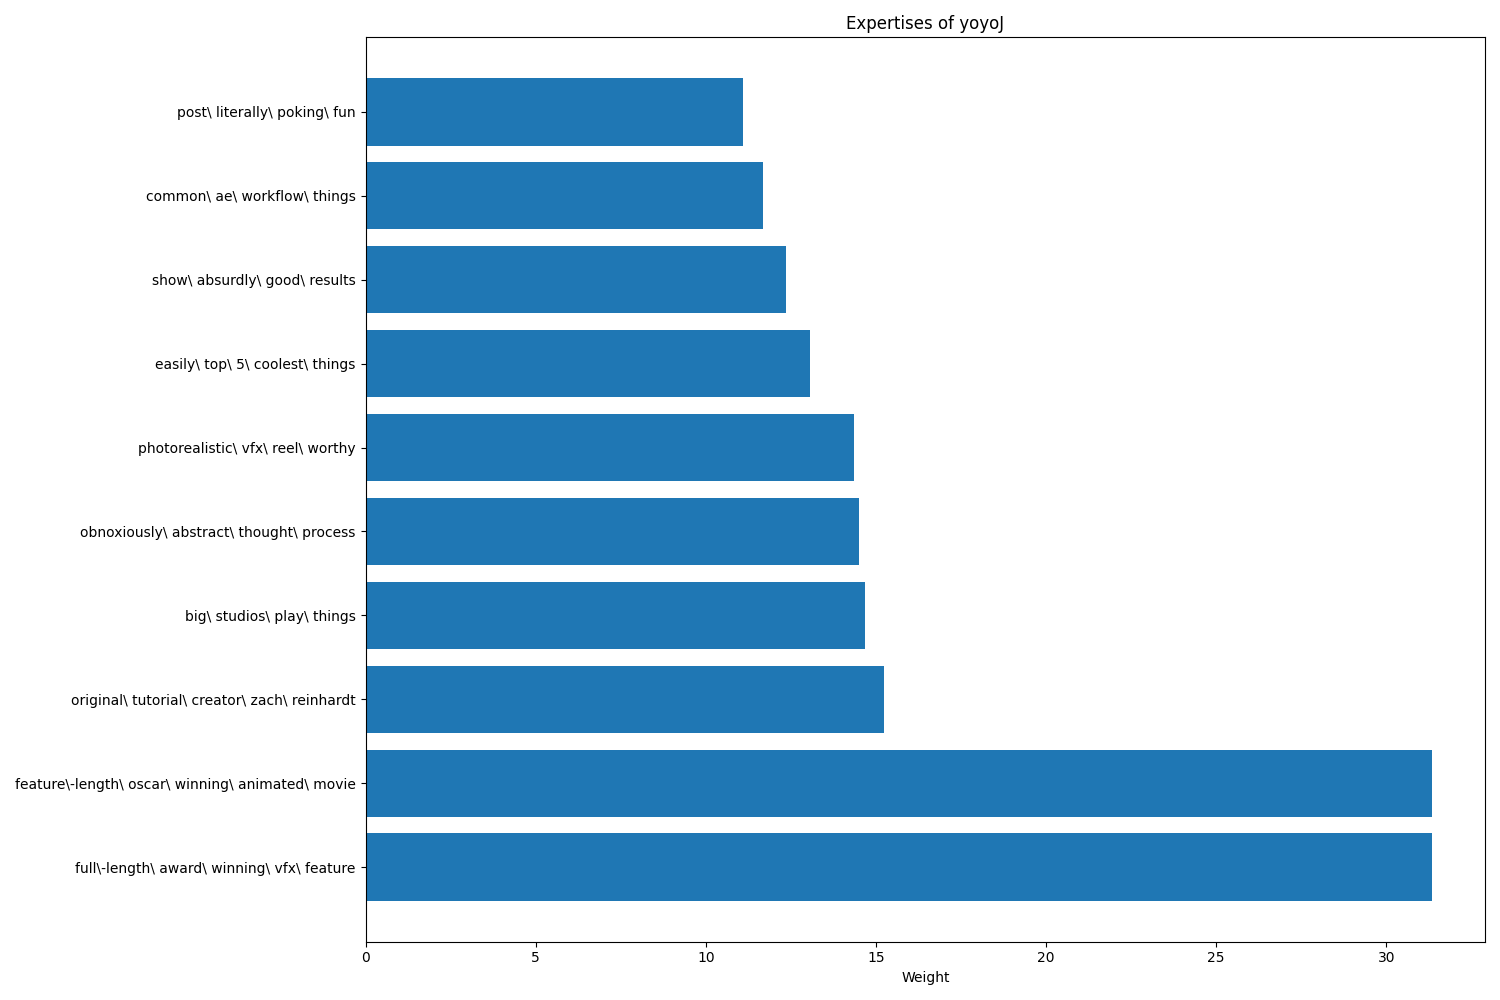 Expertises of yoyoJ
post\ literally\ poking\ fun
common\ ae\ workflow\ things
show\ absurdly\ good\ results
easily\ top\ 5\ coolest\ things
photorealistic\ vfx\ reel\ worthy
obnoxiously\ abstract\ thought\ process
big\ studios\ play\ things
original\ tutorial\ creator\ zach\ reinhardt
feature\-length\ oscar\ winning\ animated\ movie
full\-length\ award\ winning\ vfx\ feature
0 5 10 15 20 25 30
Weight